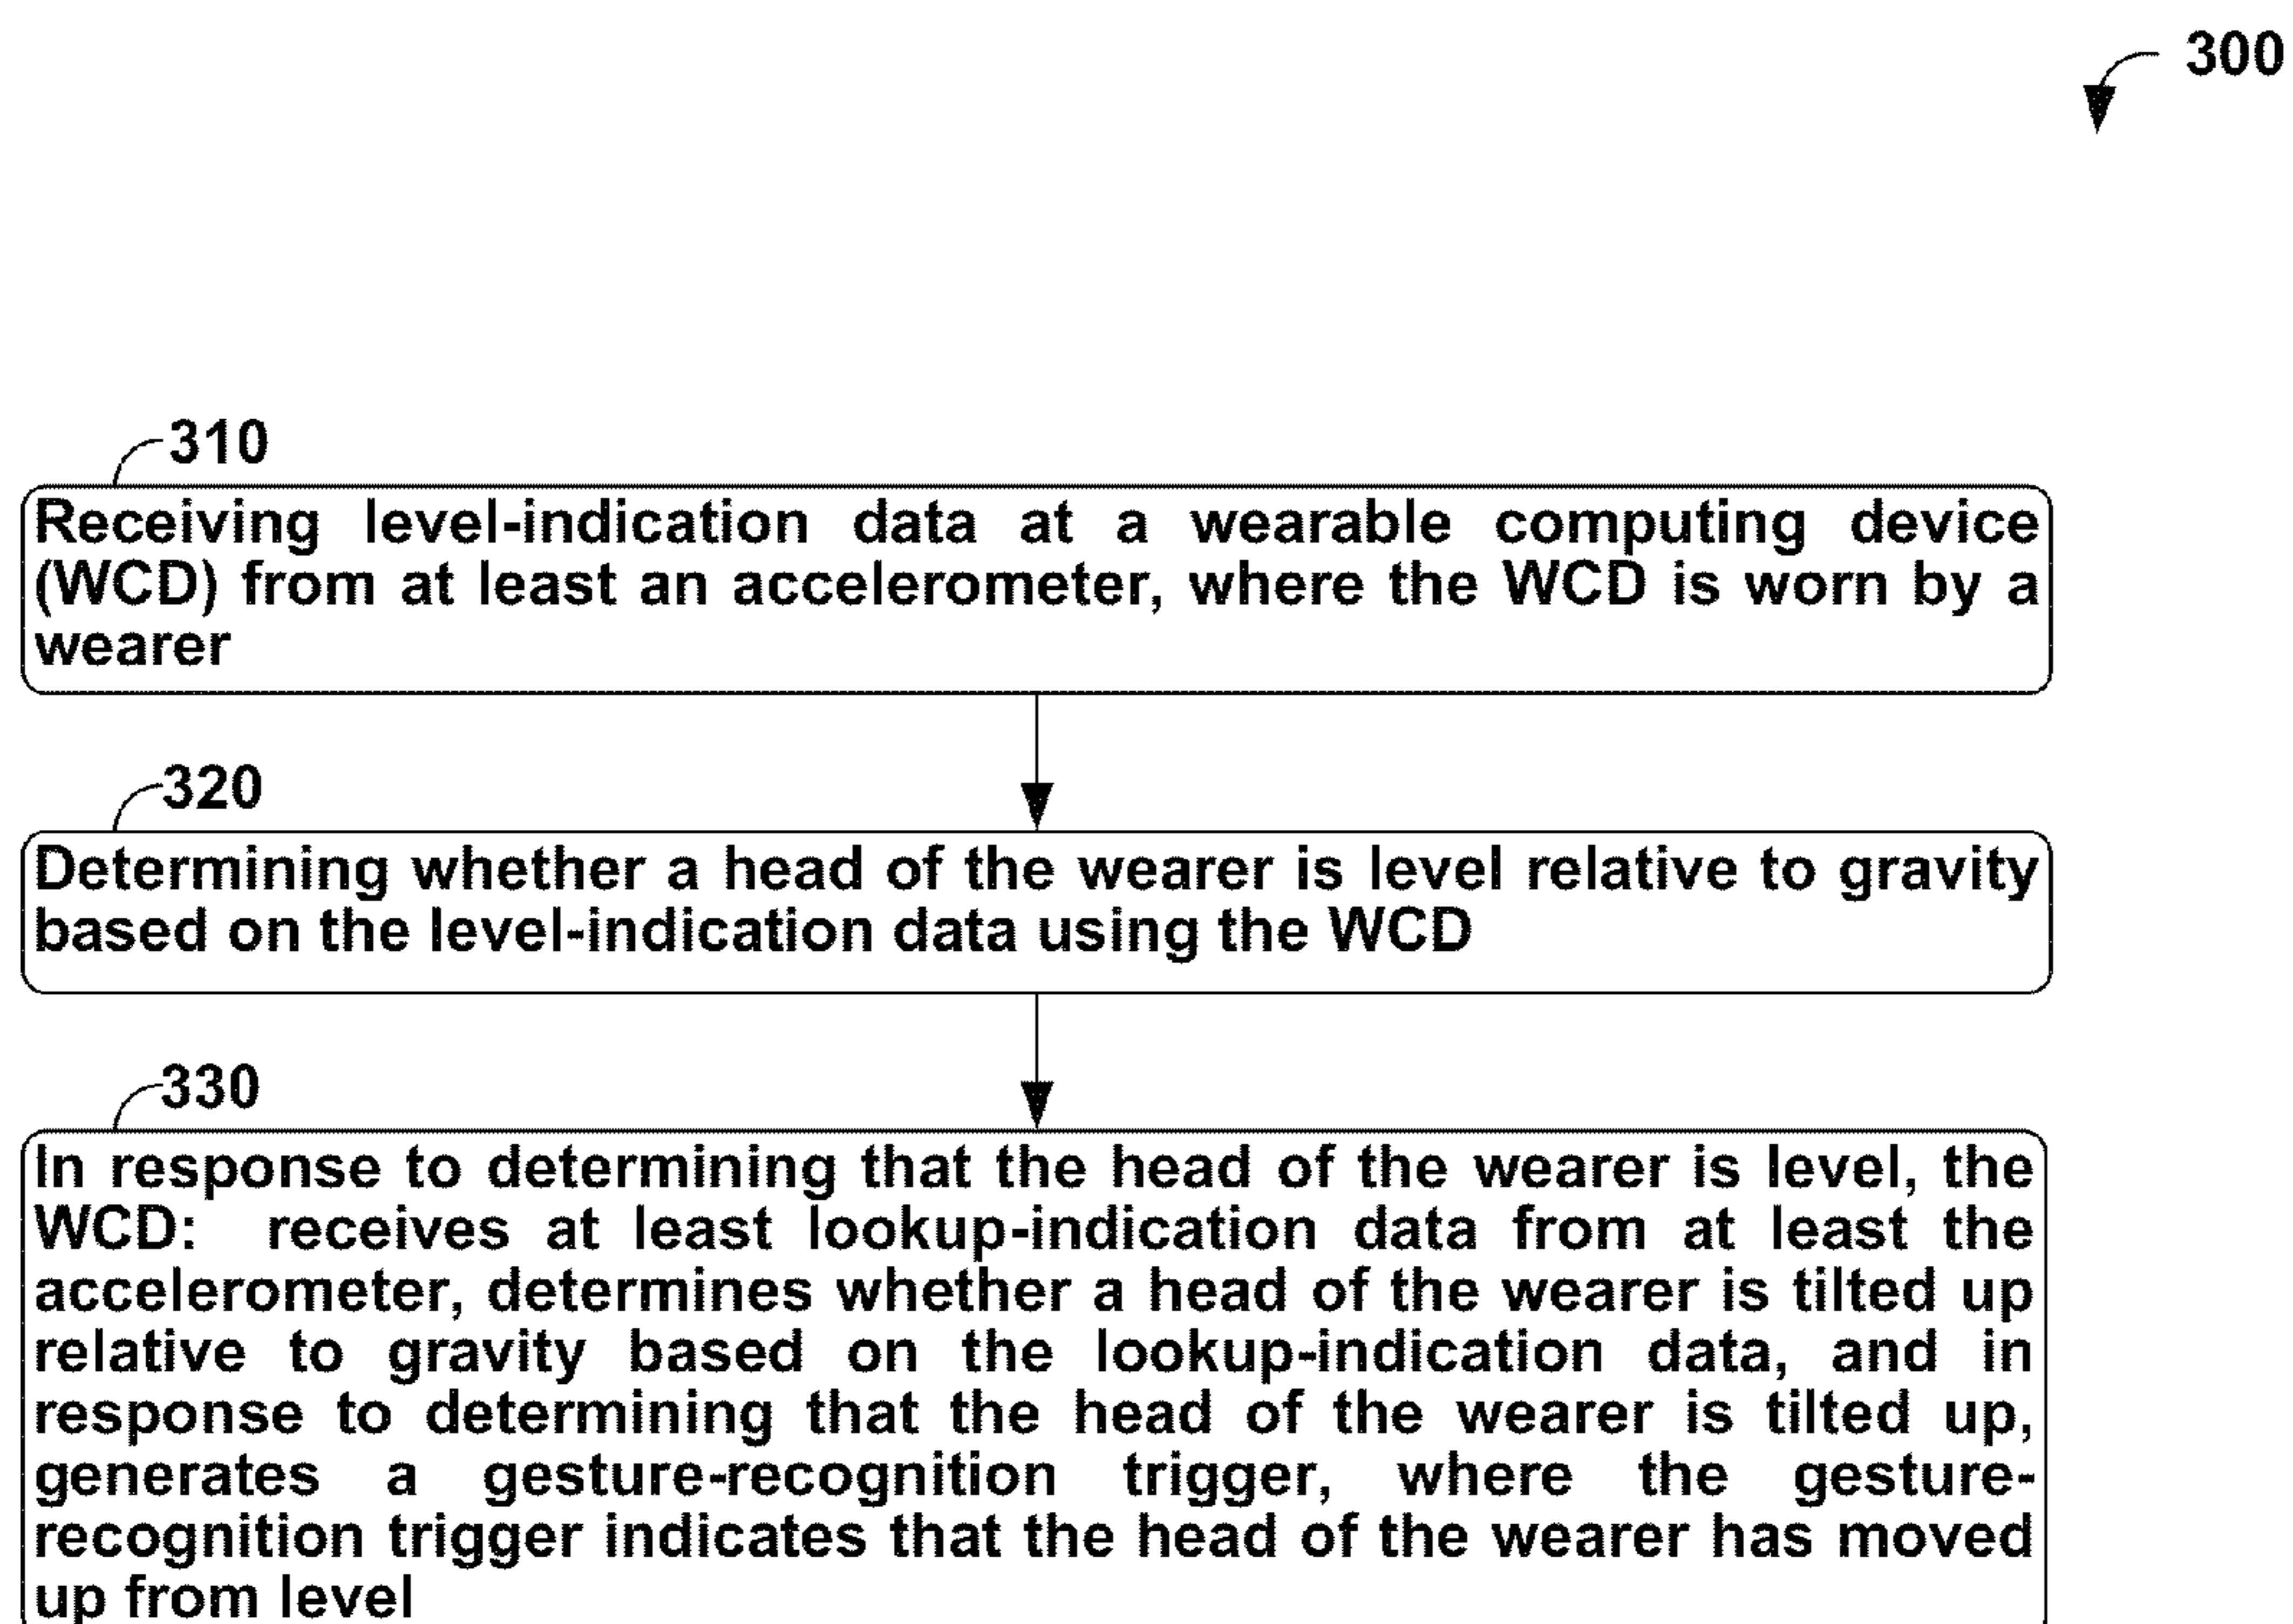 300
310
Receiving level-indication data at a wearable computing device
(WCD) from at least an accelerometer, where the WCD is worn by a
wearer
320
Determining whether a head of the wearer is level relative to gravity
based on the level-indication data using the WCD
330
In response to determining that the head of the wearer is level, the
WCD: receives at least lookup-indication data from at least the
accelerometer, determines whether a head of the wearer is tilted up
relative to gravity based on the lookup-indication data, and in
response to determining that the head of the wearer is tilted up,
generates a gesture-recognition trigger, where the gesture-
recognition trigger indicates that the head of the wearer has moved
up from level